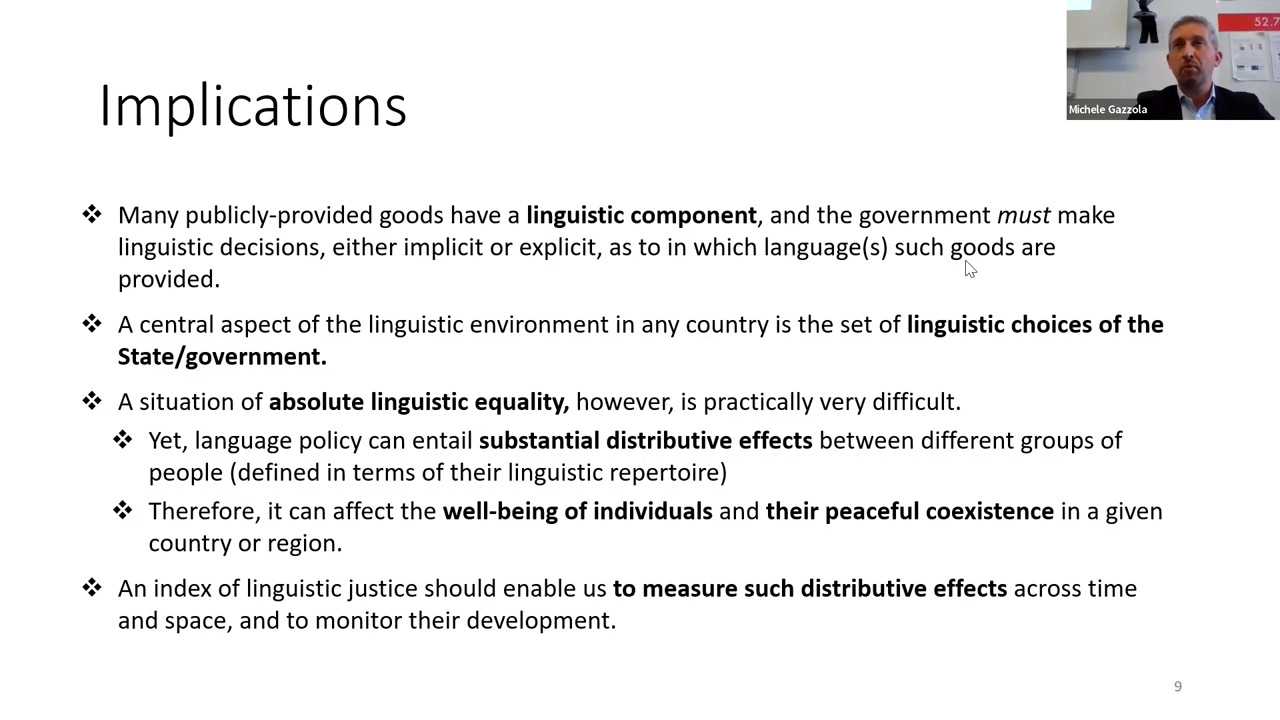 52.7
Michele Gazzola
Implications
❖ Many publicly-provided goods have a linguistic component, and the government must make
linguistic decisions, either implicit or explicit, as to in which language(s) such goods are
provided.
❖ A central aspect of the linguistic environment in any country is the set of linguistic choices of the
State/government.
❖ A situation of absolute linguistic equality, however, is practically very difficult.
❖ Yet, language policy can entail substantial distributive effects between different groups of
people (defined in terms of their linguistic repertoire)
❖ Therefore, it can affect the well-being of individuals and their peaceful coexistence in a given
country or region.
❖ An index of linguistic justice should enable us to measure such distributive effects across time
and space, and to monitor their development.
9